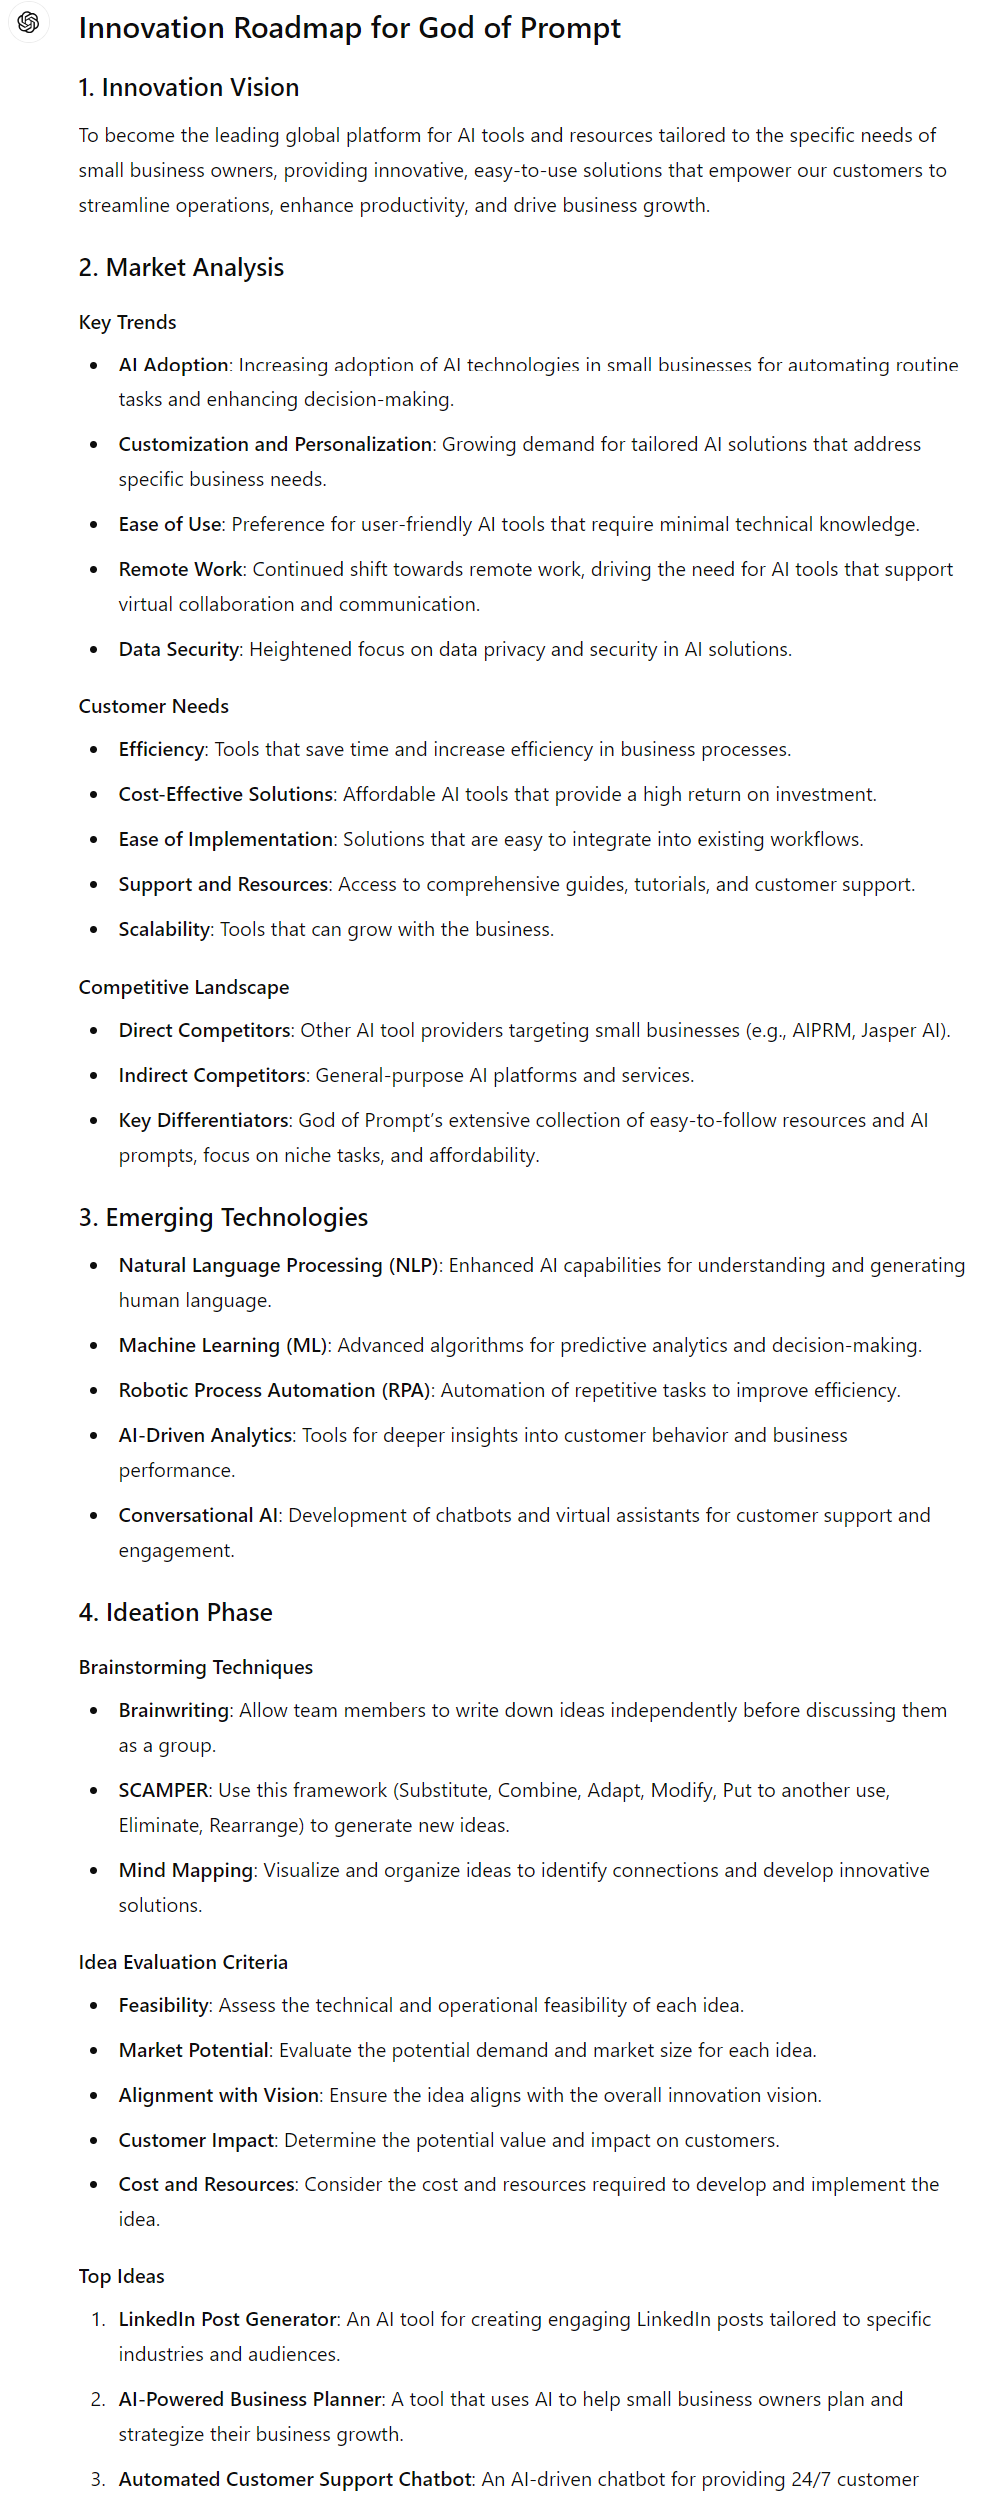 Innovation Roadmap for God of Prompt
1. Innovation Vision
To become the leading global platform for AI tools and resources tailored to the specific needs of
small business owners, providing innovative, easy-to-use solutions that empower our customers to
streamline operations, enhance productivity, and drive business growth.
2. Market Analysis
Key Trends
• AI Adoption: Increasing adoption of AI technologies in small businesses for automating routine
tasks and enhancing decision-making.
• Customization and Personalization: Growing demand for tailored AI solutions that address
specific business needs.
• Ease of Use: Preference for user-friendly AI tools that require minimal technical knowledge.
• Remote Work: Continued shift towards remote work, driving the need for AI tools that support
virtual collaboration and communication.
• Data Security: Heightened focus on data privacy and security in AI solutions.
Customer Needs
• Efficiency: Tools that save time and increase efficiency in business processes.
• Cost-Effective Solutions: Affordable AI tools that provide a high return on investment.
• Ease of Implementation: Solutions that are easy to integrate into existing workflows.
• Support and Resources: Access to comprehensive guides, tutorials, and customer support.
• Scalability: Tools that can grow with the business.
Competitive Landscape
• Direct Competitors: Other AI tool providers targeting small businesses (e.g., AIPRM, Jasper AI).
• Indirect Competitors: General-purpose AI platforms and services.
• Key Differentiators: God of Prompt’s extensive collection of easy-to-follow resources and AI
prompts, focus on niche tasks, and affordability.
3. Emerging Technologies
• Natural Language Processing (NLP): Enhanced AI capabilities for understanding and generating
human language.
• Machine Learning (ML): Advanced algorithms for predictive analytics and decision-making.
• Robotic Process Automation (RPA): Automation of repetitive tasks to improve efficiency.
• AI-Driven Analytics: Tools for deeper insights into customer behavior and business
performance.
• Conversational AI: Development of chatbots and virtual assistants for customer support and
engagement.
4. Ideation Phase
Brainstorming Techniques
• Brainwriting: Allow team members to write down ideas independently before discussing them
as a group.
• SCAMPER: Use this framework (Substitute, Combine, Adapt, Modify, Put to another use,
Eliminate, Rearrange) to generate new ideas.
• Mind Mapping: Visualize and organize ideas to identify connections and develop innovative
solutions.
Idea Evaluation Criteria
• Feasibility: Assess the technical and operational feasibility of each idea.
• Market Potential: Evaluate the potential demand and market size for each idea.
• Alignment with Vision: Ensure the idea aligns with the overall innovation vision.
• Customer Impact: Determine the potential value and impact on customers.
• Cost and Resources: Consider the cost and resources required to develop and implement the
idea.
Top Ideas
1. LinkedIn Post Generator: An AI tool for creating engaging LinkedIn posts tailored to specific
industries and audiences.
2. AI-Powered Business Planner: A tool that uses AI to help small business owners plan and
strategize their business growth.
3. Automated Customer Support Chatbot: An AI-driven chatbot for providing 24/7 customer